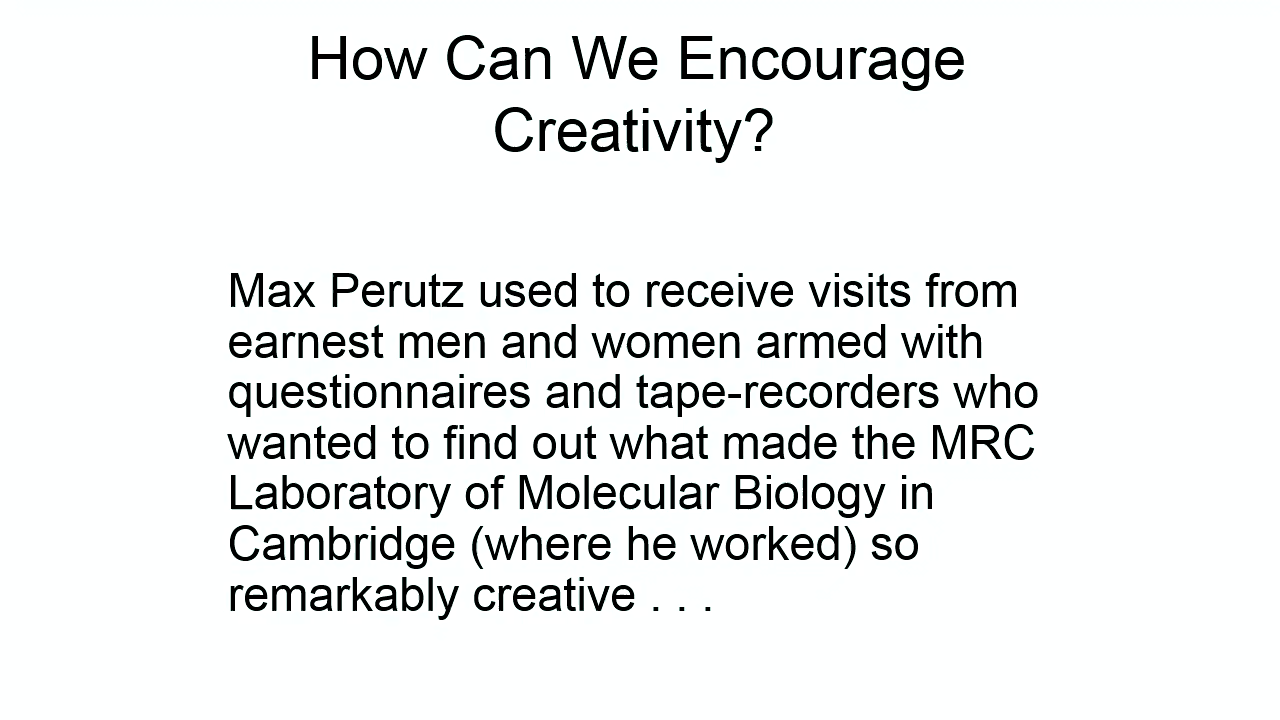 How Can We Encourage
Creativity?
Max Perutz used to receive visits from
earnest men and women armed with
questionnaires and tape-recorders who
wanted to find out what made the MRC
Laboratory of Molecular Biology in
Cambridge (where he worked) so
remarkably creative . . .